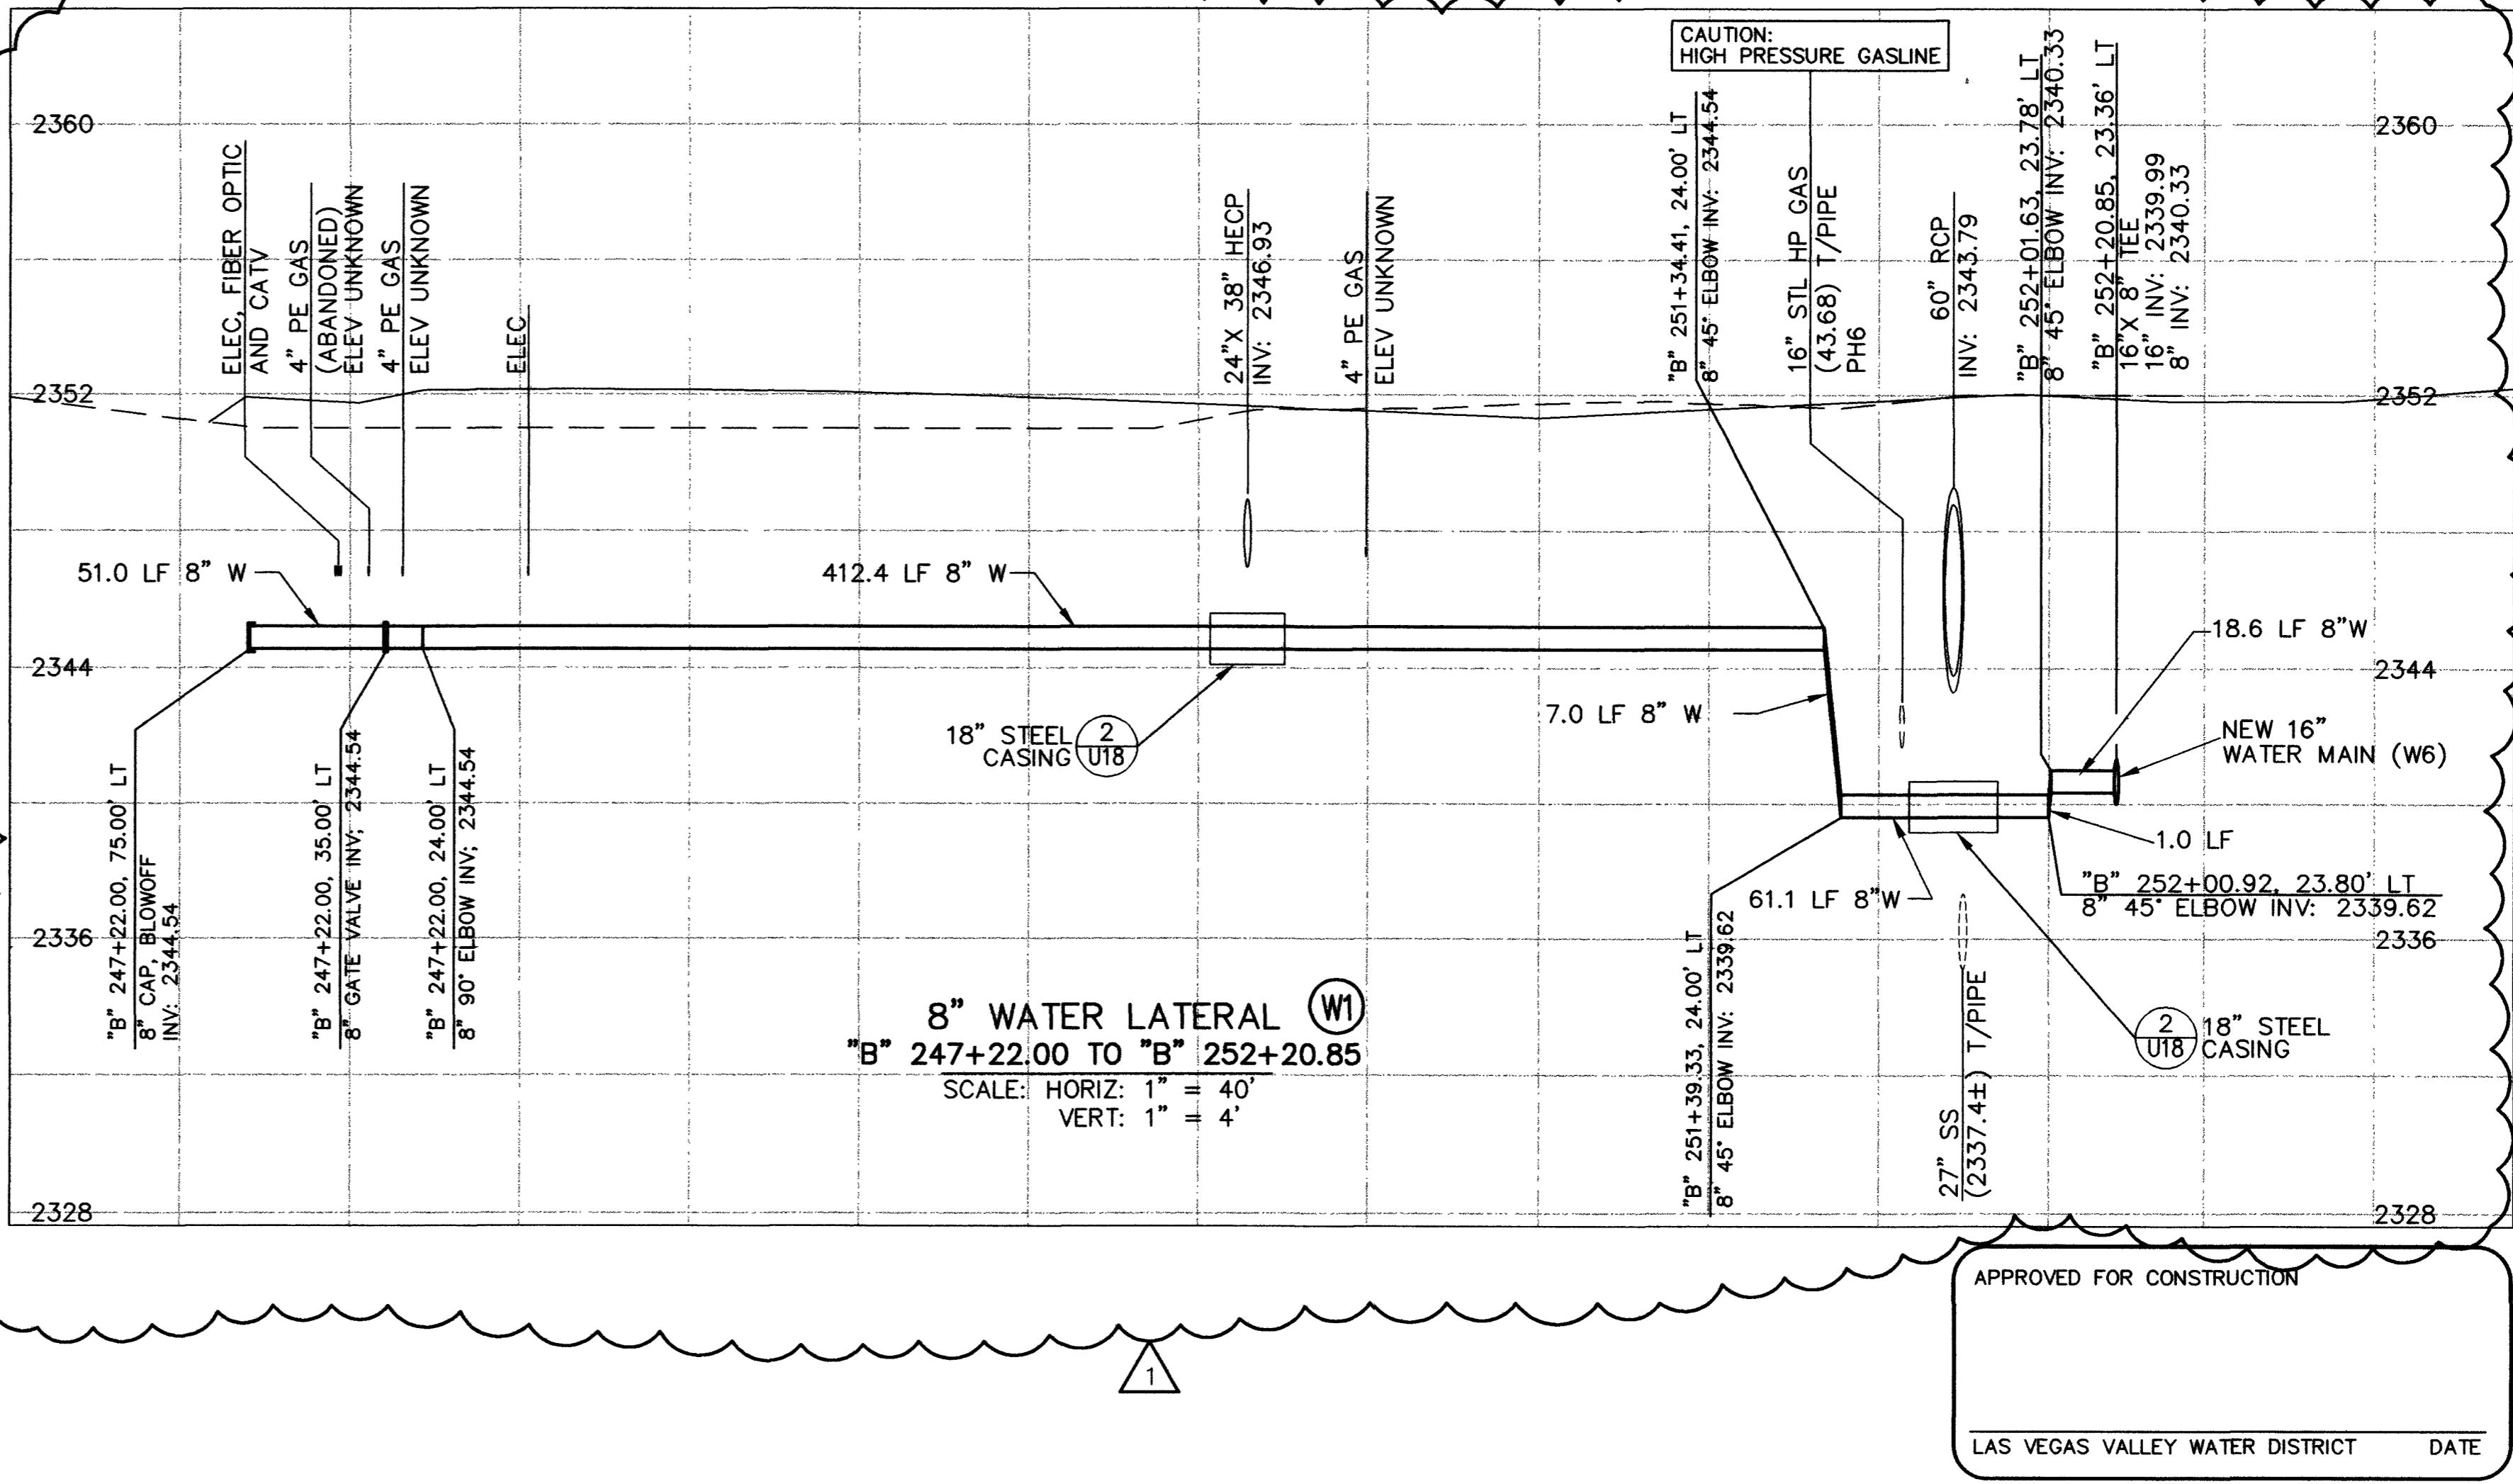 CAUTION:
HIGH PRESSURE GASLINE
2360
2360
2352
2352
2344
2344
2336
2336
2328
2328
ELEC, FIBER OPTIC
AND CATV
4" PE GAS
(ABANDONED)
ELEV UNKNOWN
4" PE GAS
ELEV UNKNOWN
ELEC
24"X 38" HECP
INV: 2346.93
4" PE GAS
ELEV UNKNOWN
"B" 251+34.41, 24.00' LT
8" 45° ELBOW INV: 2344.54
16" STL HP GAS
(43.68) T/PIPE
PH6
60" RCP
INV: 2343.79
"B" 252+01.63, 23.78' LT
8" 45° ELBOW INV: 2340.33
"B" 252+20.85, 23.36' LT
16"X 8" TEE
16" INV: 2339.99
8" INV: 2340.33
51.0 LF 8" W
412.4 LF 8" W
18.6 LF 8"W
7.0 LF 8" W
18" STEEL
CASING
2
U18
NEW 16"
WATER MAIN (W6)
1.0 LF
"B" 252+00.92, 23.80' LT
8" 45° ELBOW INV: 2339.62
61.1 LF 8"W
"B" 247+22.00, 75.00' LT
8" CAP, BLOWOFF
INV: 2344.54
"B" 247+22.00, 35.00' LT
8" GATE VALVE INV; 2344.54
"B" 247+22.00, 24.00' LT
8" 90° ELBOW INV; 2344.54
"B" 251+39.33, 24.00' LT
8" 45° ELBOW INV: 2339.62
27" SS
(2337.4±) T/PIPE
2
U18
18" STEEL
CASING
8" WATER LATERAL W1
"B" 247+22.00 TO "B" 252+20.85
SCALE: HORIZ: 1" = 40'
VERT: 1" = 4'
1
APPROVED FOR CONSTRUCTION
LAS VEGAS VALLEY WATER DISTRICT DATE